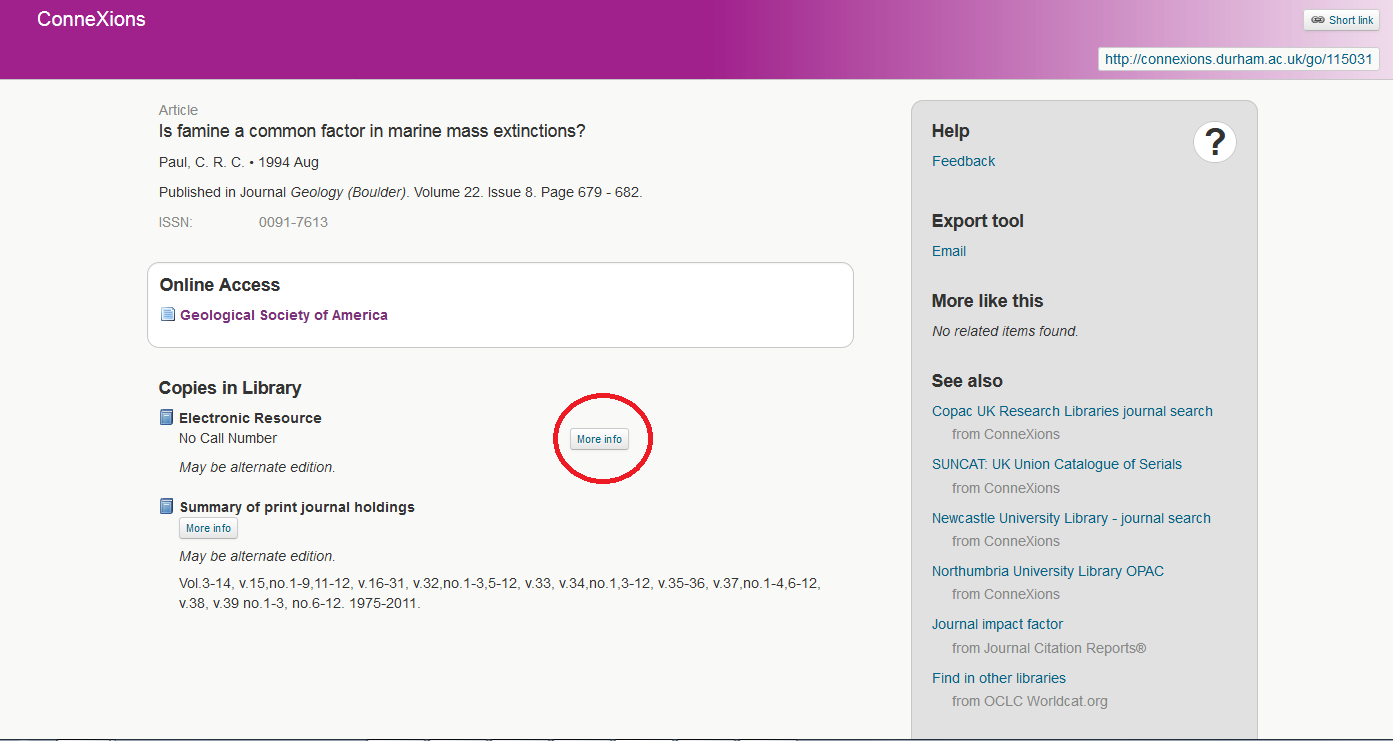 ConneXions
Short link
http://connexions.durham.ac.uk/go/115031
Article
Is famine a common factor in marine mass extinctions?
Paul, C. R. C. • 1994 Aug
Published in Journal Geology (Boulder). Volume 22. Issue 8. Page 679 - 682.
ISSN: 0091-7613
Online Access
Geological Society of America
Copies in Library
Electronic Resource
No Call Number
More info
May be alternate edition.
Summary of print journal holdings
More info
May be alternate edition.
Vol.3-14, v.15,no.1-9,11-12, v.16-31, v.32,no.1-3,5-12, v.33, v.34,no.1,3-12, v.35-36, v.37,no.1-4,6-12,
v.38, v.39 no.1-3, no.6-12. 1975-2011.
Help
?
Feedback
Export tool
Email
More like this
No related items found.
See also
Copac UK Research Libraries journal search
from ConneXions
SUNCAT: UK Union Catalogue of Serials
from ConneXions
Newcastle University Library - journal search
from ConneXions
Northumbria University Library OPAC
from ConneXions
Journal impact factor
from Journal Citation Reports®
Find in other libraries
from OCLC Worldcat.org